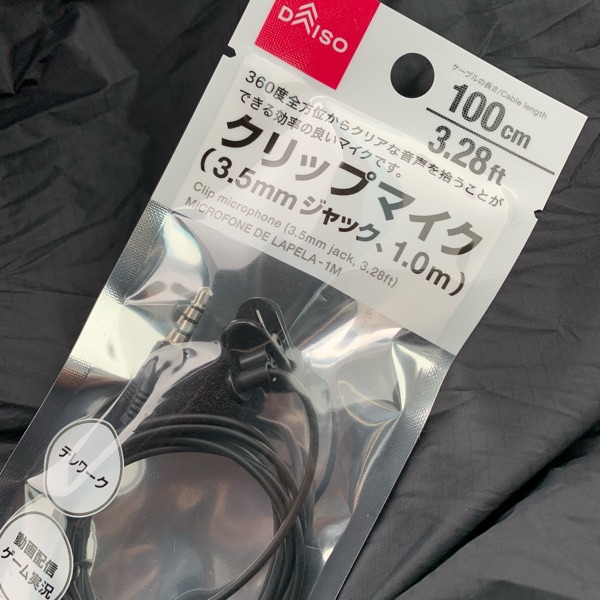 DAISO
ケーブルの長さ/Cable length
100cm
3.28ft
360度全方位からクリアな音声を拾うことが
できる効率の良いマイクです。
クリップマイク
(3.5mmジャック、1.0m)
Clip microphone (3.5mm jack, 3.28ft)
MICROFONE DE LAPELA - 1M
テレワーク
動画配信
ゲーム実況